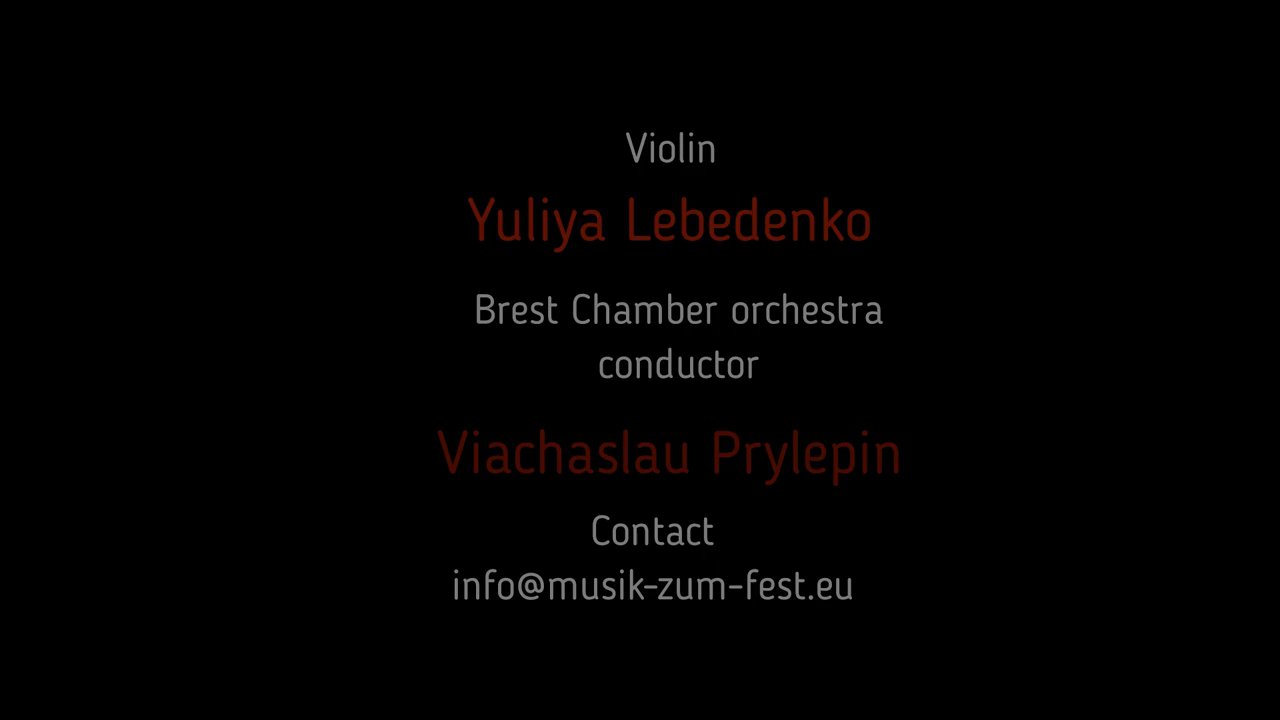 Violin
Yuliya Lebedenko
Brest Chamber orchestra
conductor
Viachaslau Prylepin
Contact
info@musik-zum-fest.eu